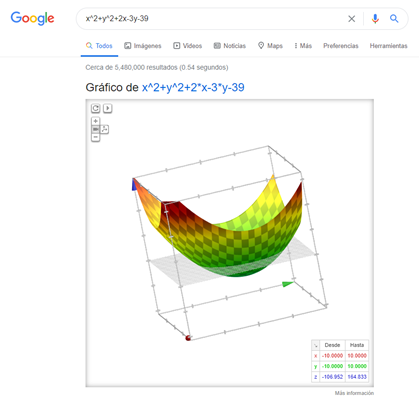 Google
x^2+y^2+2x-3y-39
Todos Imágenes Videos Noticias Maps Más Preferencias Herramientas
Cerca de 5,480,000 resultados (0.54 segundos)
Gráfico de x^2+y^2+2*x-3*y-39
Desde Hasta
x -10.0000 10.0000
y -10.0000 10.0000
z -106.952 164.833
Más información